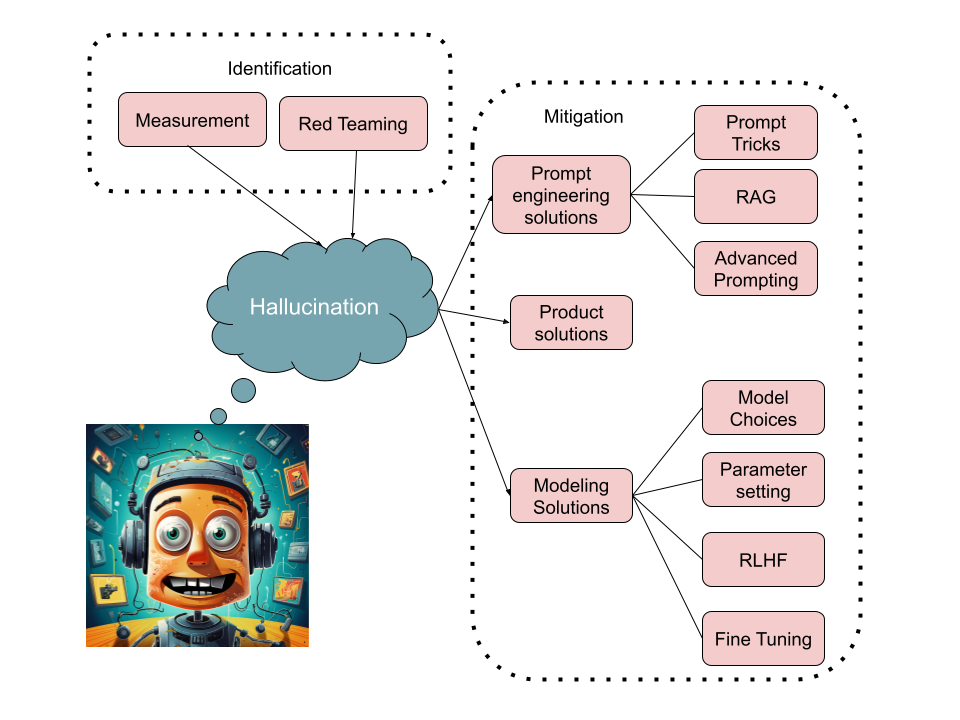 Identification
Measurement
Red Teaming
Mitigation
Prompt
engineering
solutions
Prompt
Tricks
RAG
Advanced
Prompting
Hallucination
Product
solutions
Modeling
Solutions
Model
Choices
Parameter
setting
RLHF
Fine Tuning